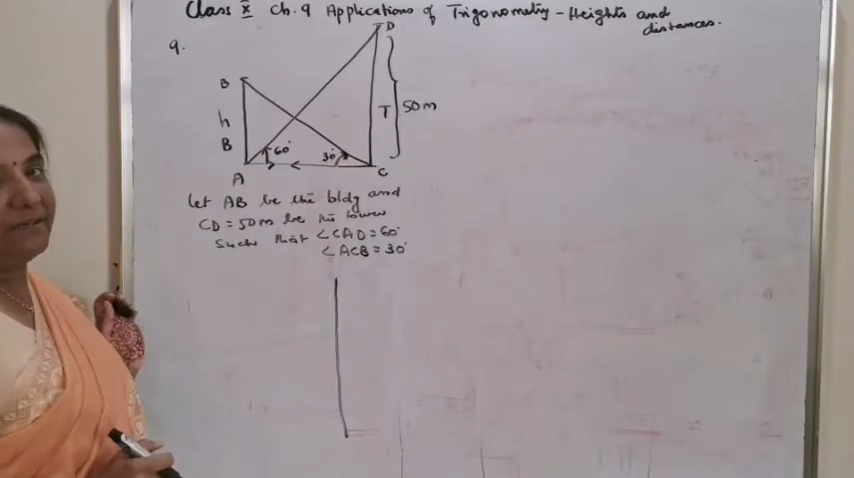 Class X Ch. 9 Applications of Trigonometry - Heights and
distances.
9.
D
B
h
B
60°
30°
T
50m
A
C
Let AB be the bldg and
CD = 50m be the tower
Such that ∠CAD = 60°
∠ACB = 30°